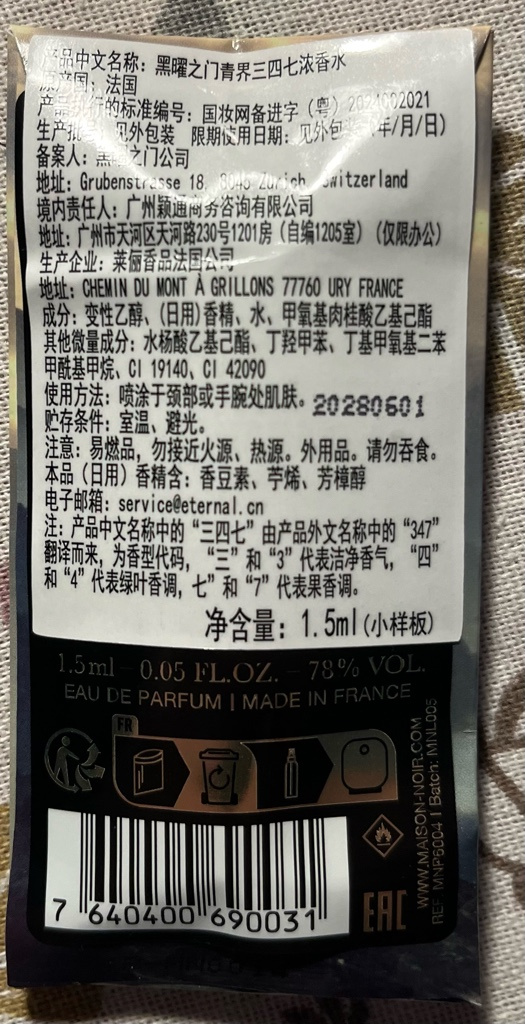 产品中文名称：黑曜之门青界三四七浓香水
原产国：法国
产品执行的标准编号：国妆网备进字（粤）2021002021
生产批 见外包装 限期使用日期：见外包装（年/月/日）
备案人：黑曜之门公司
地址：Grubenstrasse 18, 8045 Zurich Switzerland
境内责任人：广州颖通商务咨询有限公司
地址：广州市天河区天河路230号1201房（自编1205室）（仅限办公）
生产企业：莱俪香品法国公司
地址：CHEMIN DU MONT À GRILLONS 77760 URY FRANCE
成分：变性乙醇、（日用）香精、水、甲氧基肉桂酸乙基己酯
其他微量成分：水杨酸乙基己酯、丁羟甲苯、丁基甲氧基二苯
甲酰基甲烷、CI 19140、CI 42090
使用方法：喷涂于颈部或手腕处肌肤。20280601
贮存条件：室温、避光。
注意：易燃品，勿接近火源、热源。外用品。请勿吞食。
本品（日用）香精含：香豆素、苧烯、芳樟醇
电子邮箱：service@eternal.cn
注：产品中文名称中的“三四七”由产品外文名称中的“347”
翻译而来，为香型代码，“三”和“3”代表洁净香气，“四”
和“4”代表绿叶香调，七”和“7”代表果香调。
净含量：1.5ml(小样板)
1.5ml - 0.05 FL.OZ. - 78% VOL.
EAU DE PARFUM | MADE IN FRANCE
FR
WWW.MAISON-NOIR.COM
REF. MNP6004 I Batch: MNL005
7 640400 690031
EAC